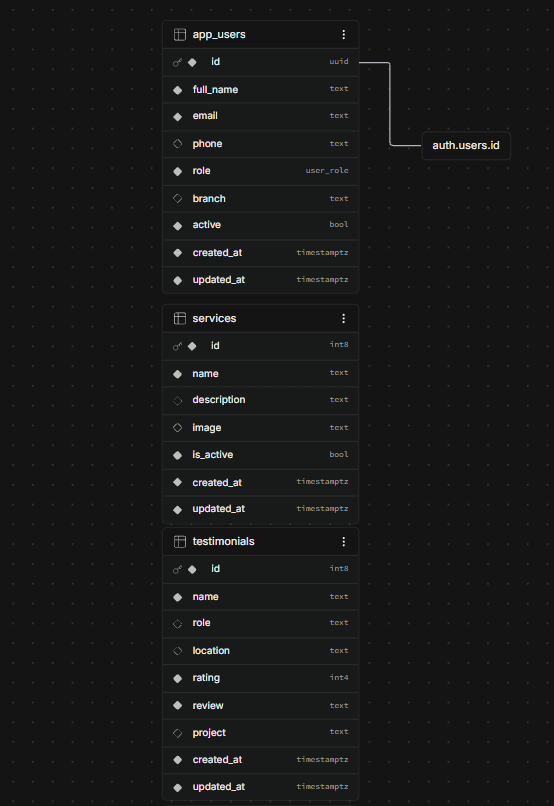 app_users
id uuid
full_name text
email text
phone text
role user_role
branch text
active bool
created_at timestamptz
updated_at timestamptz
auth.users.id
services
id int8
name text
description text
image text
is_active bool
created_at timestamptz
updated_at timestamptz
testimonials
id int8
name text
role text
location text
rating int4
review text
project text
created_at timestamptz
updated_at timestamptz